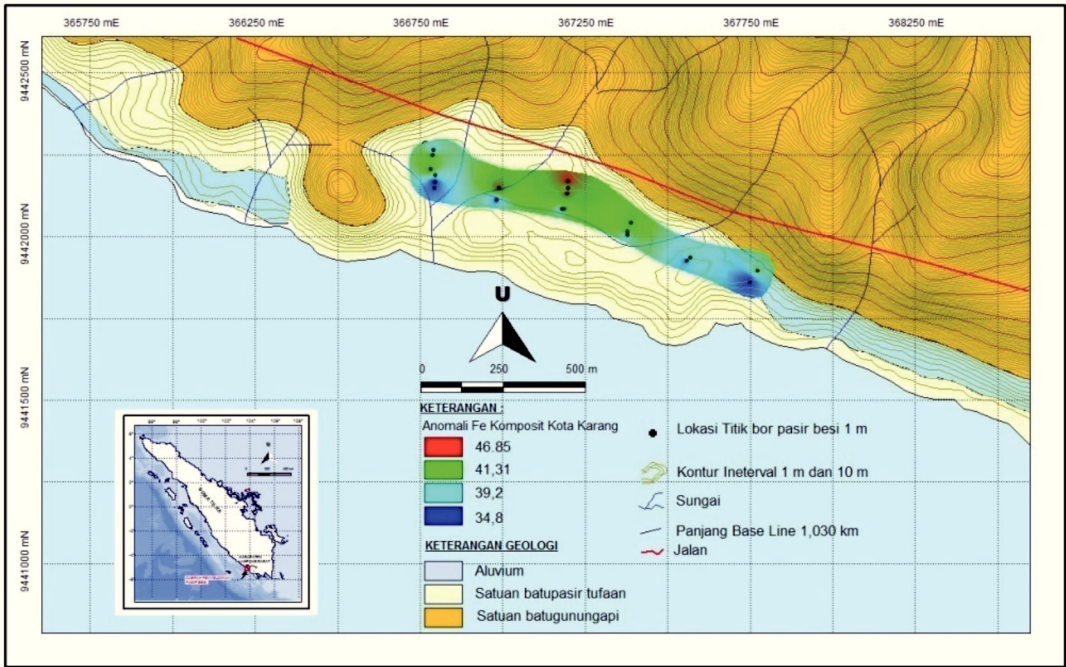 365750 mE 366250 mE 366750 mE 367250 mE 367750 mE 368250 mE
9442500 mN
9442000 mN
9441500 mN
9441000 mN
U
0 250 500 m
KETERANGAN :
Anomali Fe Komposit Kota Karang
46.85
41,31
39,2
34,8
KETERANGAN GEOLOGI
Aluvium
Satuan batupasir tufaan
Satuan batugunungapi
Lokasi Titik bor pasir besi 1 m
Kontur Ineterval 1 m dan 10 m
Sungai
Panjang Base Line 1,030 km
Jalan